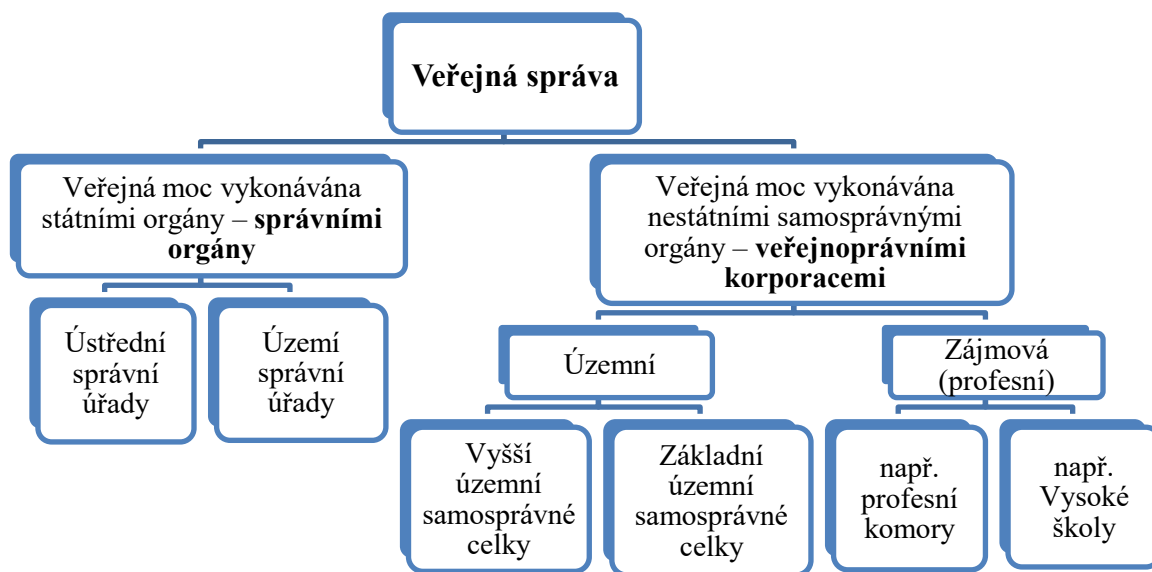 Veřejná správa
Veřejná moc vykonávána
státními orgány – správními
orgány
Veřejná moc vykonávána
nestátními samosprávnými
orgány – veřejnoprávními
korporacemi
Ústřední
správní
úřady
Území
správní
úřady
Územní
Zájmová
(profesní)
Vyšší
územní
samosprávné
celky
Základní
územní
samosprávné
celky
např.
profesní
komory
např.
Vysoké
školy